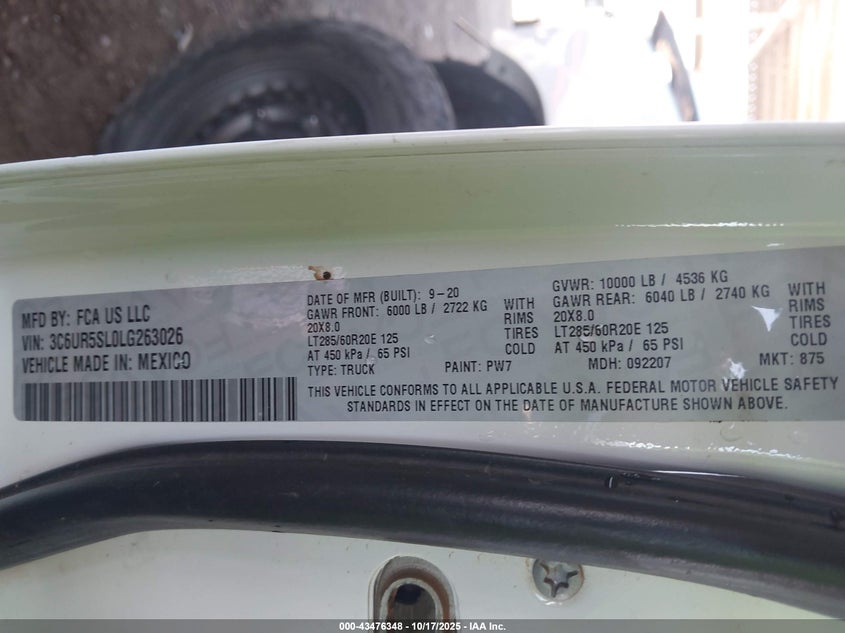 MFD BY: FCA US LLC
VIN: 3C6UR5SL0LG263026
VEHICLE MADE IN: MEXICO
DATE OF MFR (BUILT): 9-20
GAWR FRONT: 6000 LB / 2722 KG WITH
20X8.0 RIMS
LT285/60R20E 125 TIRES
AT 450 kPa / 65 PSI COLD
TYPE: TRUCK PAINT: PW7
GVWR: 10000 LB / 4536 KG
GAWR REAR: 6040 LB / 2740 KG WITH
20X8.0 RIMS
LT285/60R20E 125 TIRES
AT 450 kPa / 65 PSI COLD
MDH: 092207 MKT: 875
THIS VEHICLE CONFORMS TO ALL APPLICABLE U.S.A. FEDERAL MOTOR VEHICLE SAFETY
STANDARDS IN EFFECT ON THE DATE OF MANUFACTURE SHOWN ABOVE.
000-43476348 - 10/17/2025 - IAA Inc.